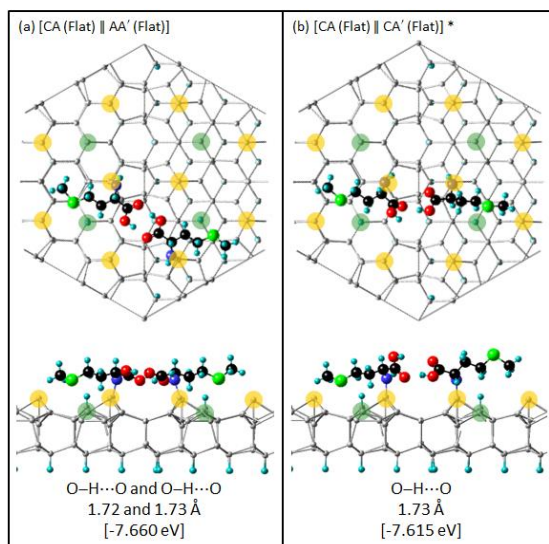 (a) [CA (Flat) ‖ AA′ (Flat)]
O–H⋯O and O–H⋯O
1.72 and 1.73 Å
[-7.660 eV]
(b) [CA (Flat) ‖ CA′ (Flat)] *
O–H⋯O
1.73 Å
[-7.615 eV]